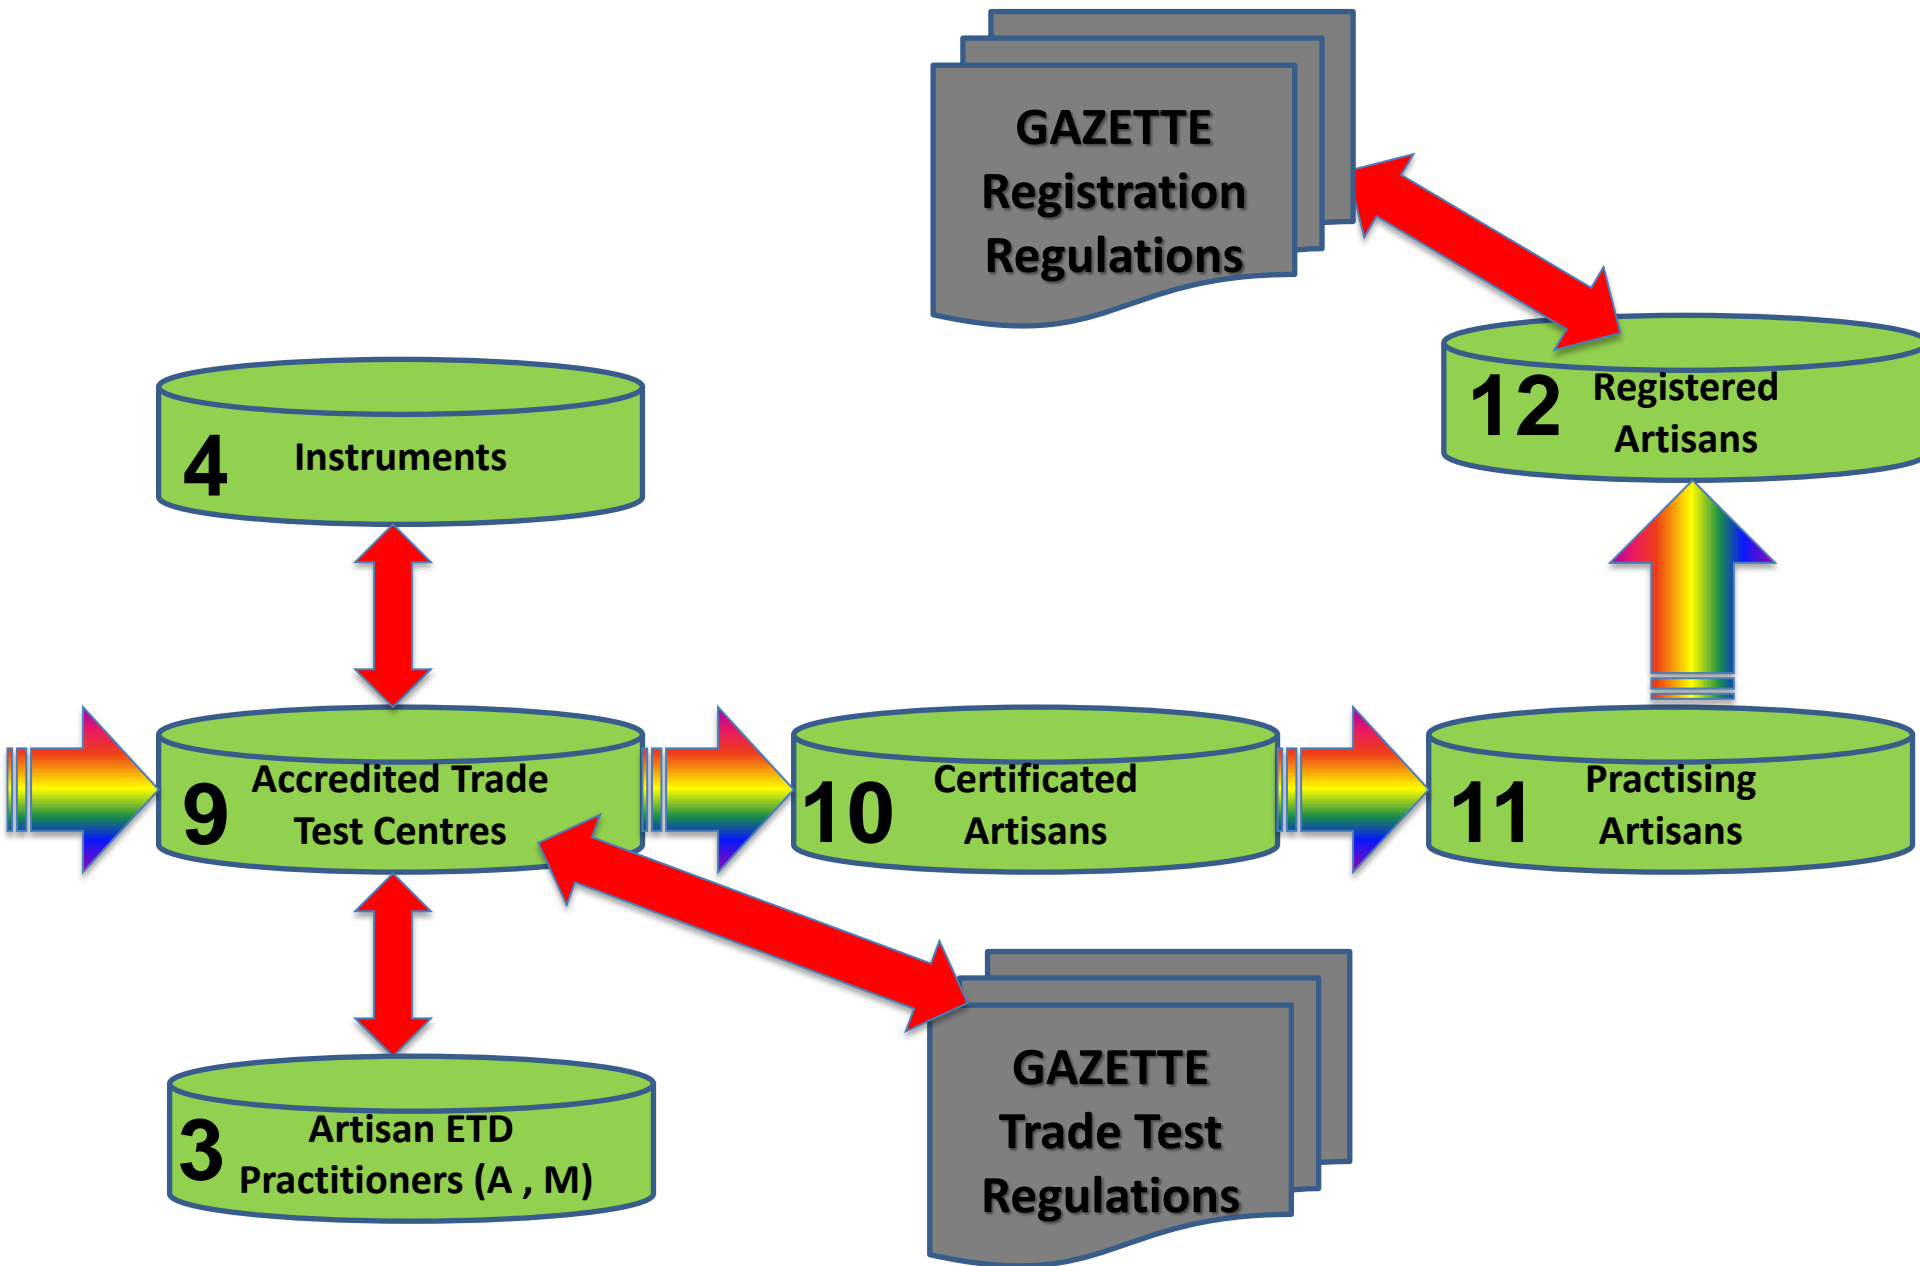 GAZETTE
Registration
Regulations
12
Registered
Artisans
4
Instruments
9
Accredited Trade
Test Centres
10
Certificated
Artisans
11
Practising
Artisans
3
Artisan ETD
Practitioners (A , M)
GAZETTE
Trade Test
Regulations